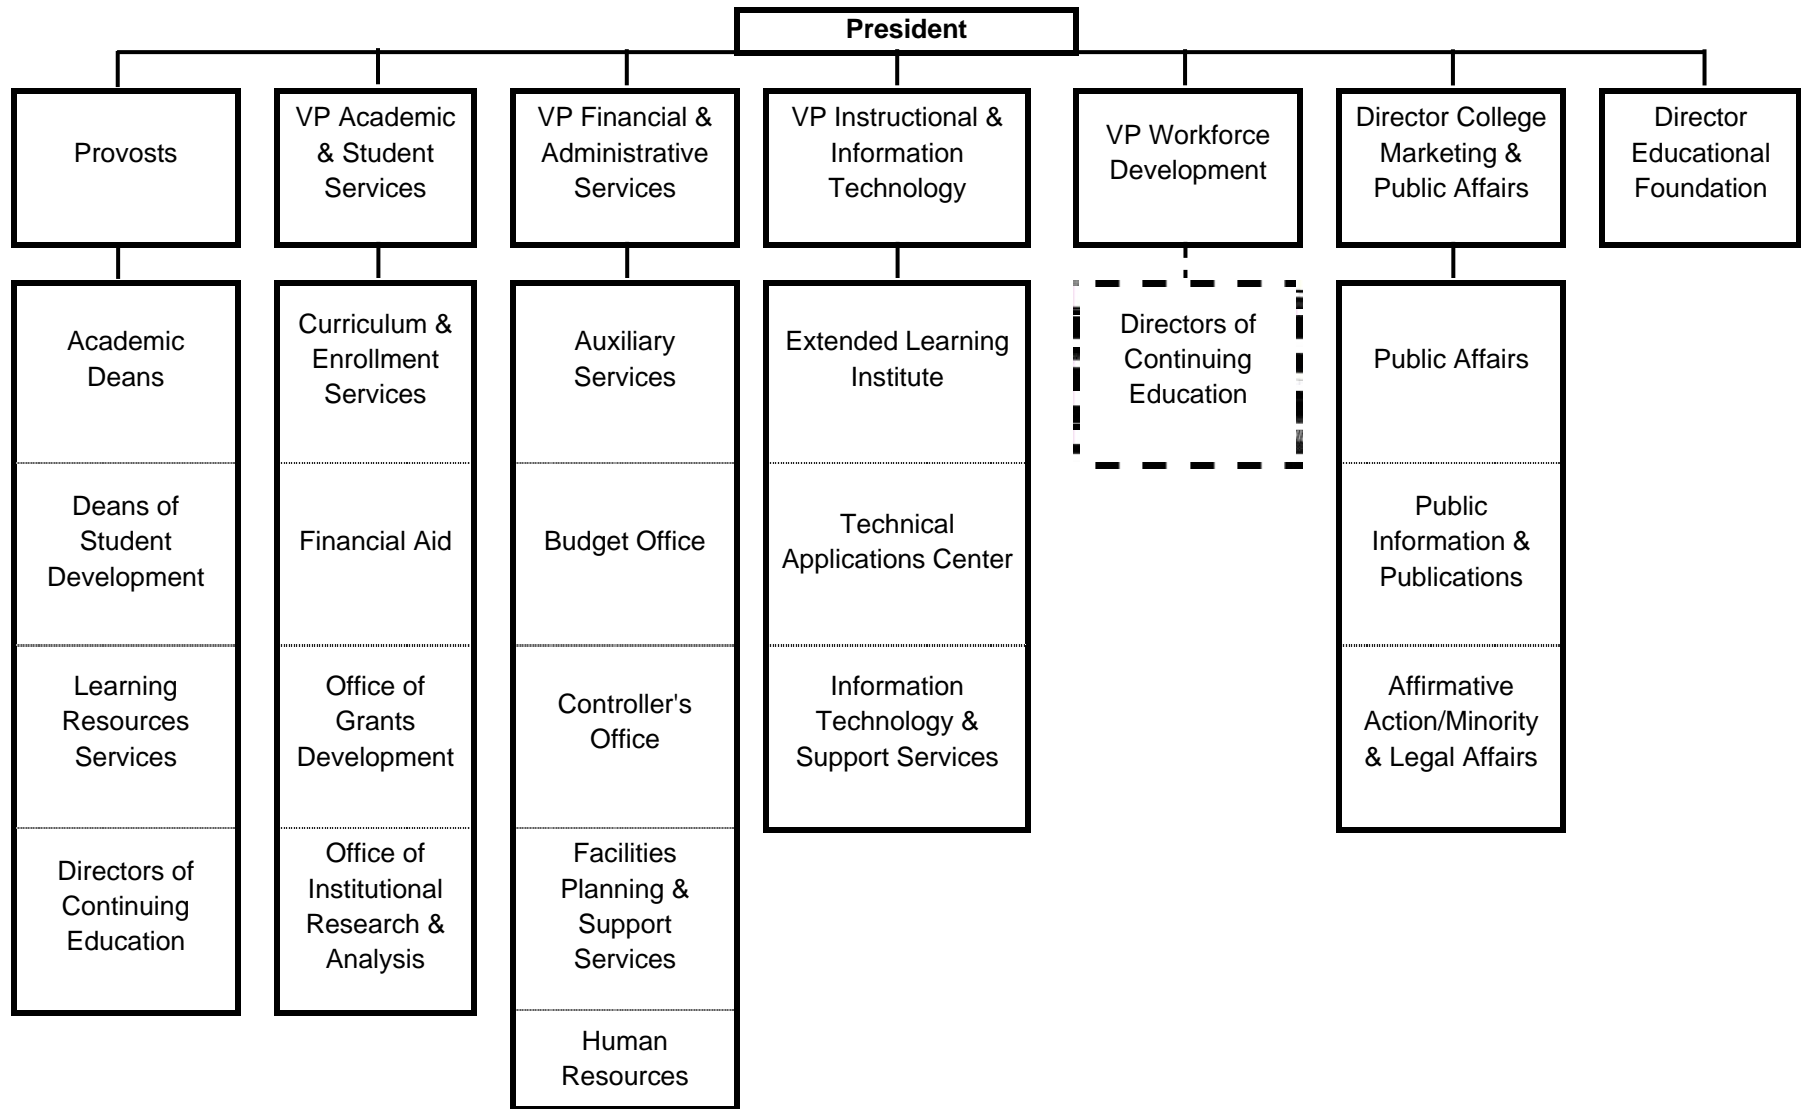 President
Provosts
VP Academic
& Student
Services
VP Financial &
Administrative
Services
VP Instructional &
Information
Technology
VP Workforce
Development
Director College
Marketing &
Public Affairs
Director
Educational
Foundation
Academic
Deans
Deans of
Student
Development
Learning
Resources
Services
Directors of
Continuing
Education
Curriculum &
Enrollment
Services
Financial Aid
Office of
Grants
Development
Office of
Institutional
Research &
Analysis
Auxiliary
Services
Budget Office
Controller's
Office
Facilities
Planning &
Support
Services
Human
Resources
Extended Learning
Institute
Technical
Applications Center
Information
Technology &
Support Services
Directors of
Continuing
Education
Public Affairs
Public
Information &
Publications
Affirmative
Action/Minority
& Legal Affairs